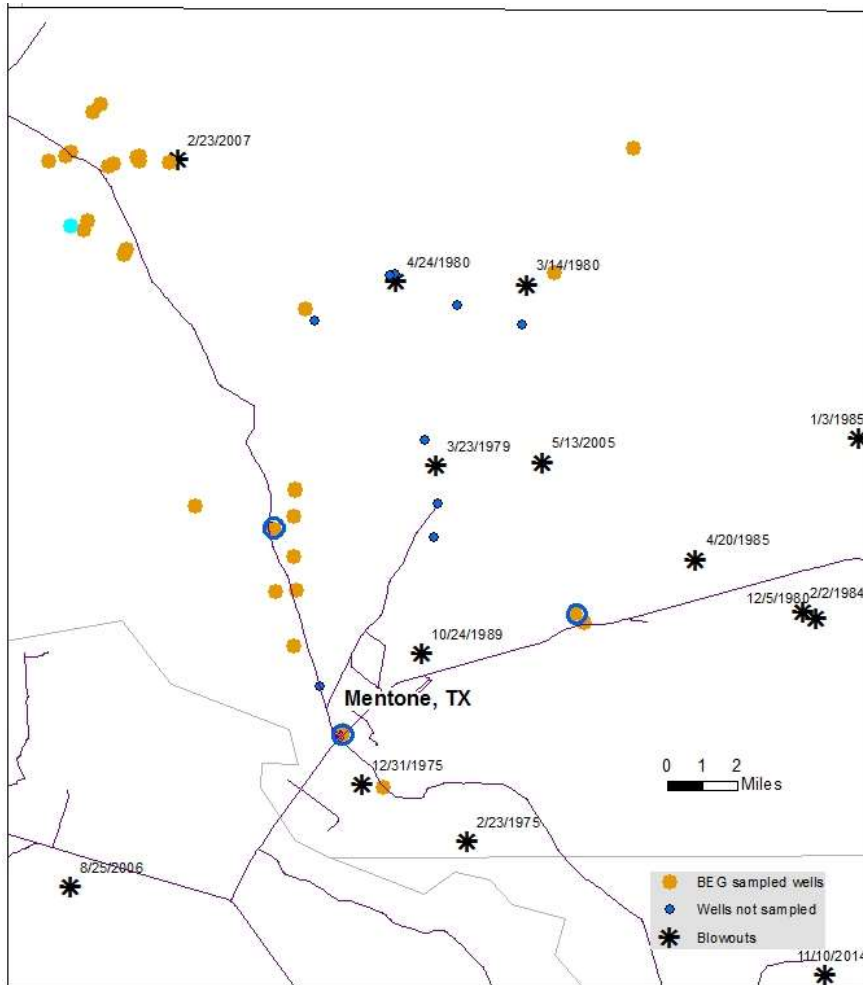 2/23/2007
4/24/1980
3/14/1980
1/3/1985
3/23/1979
5/13/2005
4/20/1985
12/5/1980
2/2/1984
10/24/1989
Mentone, TX
12/31/1975
0 1 2
Miles
2/23/1975
8/25/2006
BEG sampled wells
Wells not sampled
Blowouts
11/10/2014